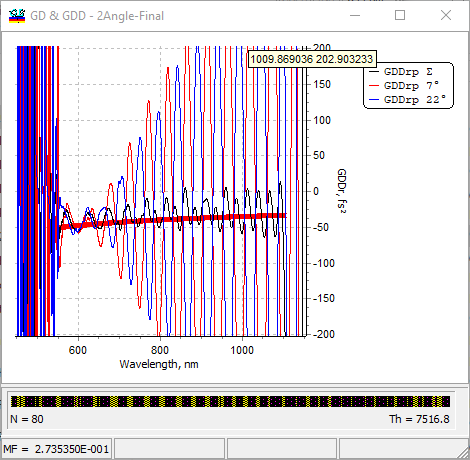 GD & GDD - 2Angle-Final
1009.869036 202.903233
200
150
100
50
0
-50
-100
-150
-200
GDDr, fs²
GDDrp Σ
GDDrp 7°
GDDrp 22°
600
800
1000
Wavelength, nm
N = 80
Th = 7516.8
MF = 2.735350E-001